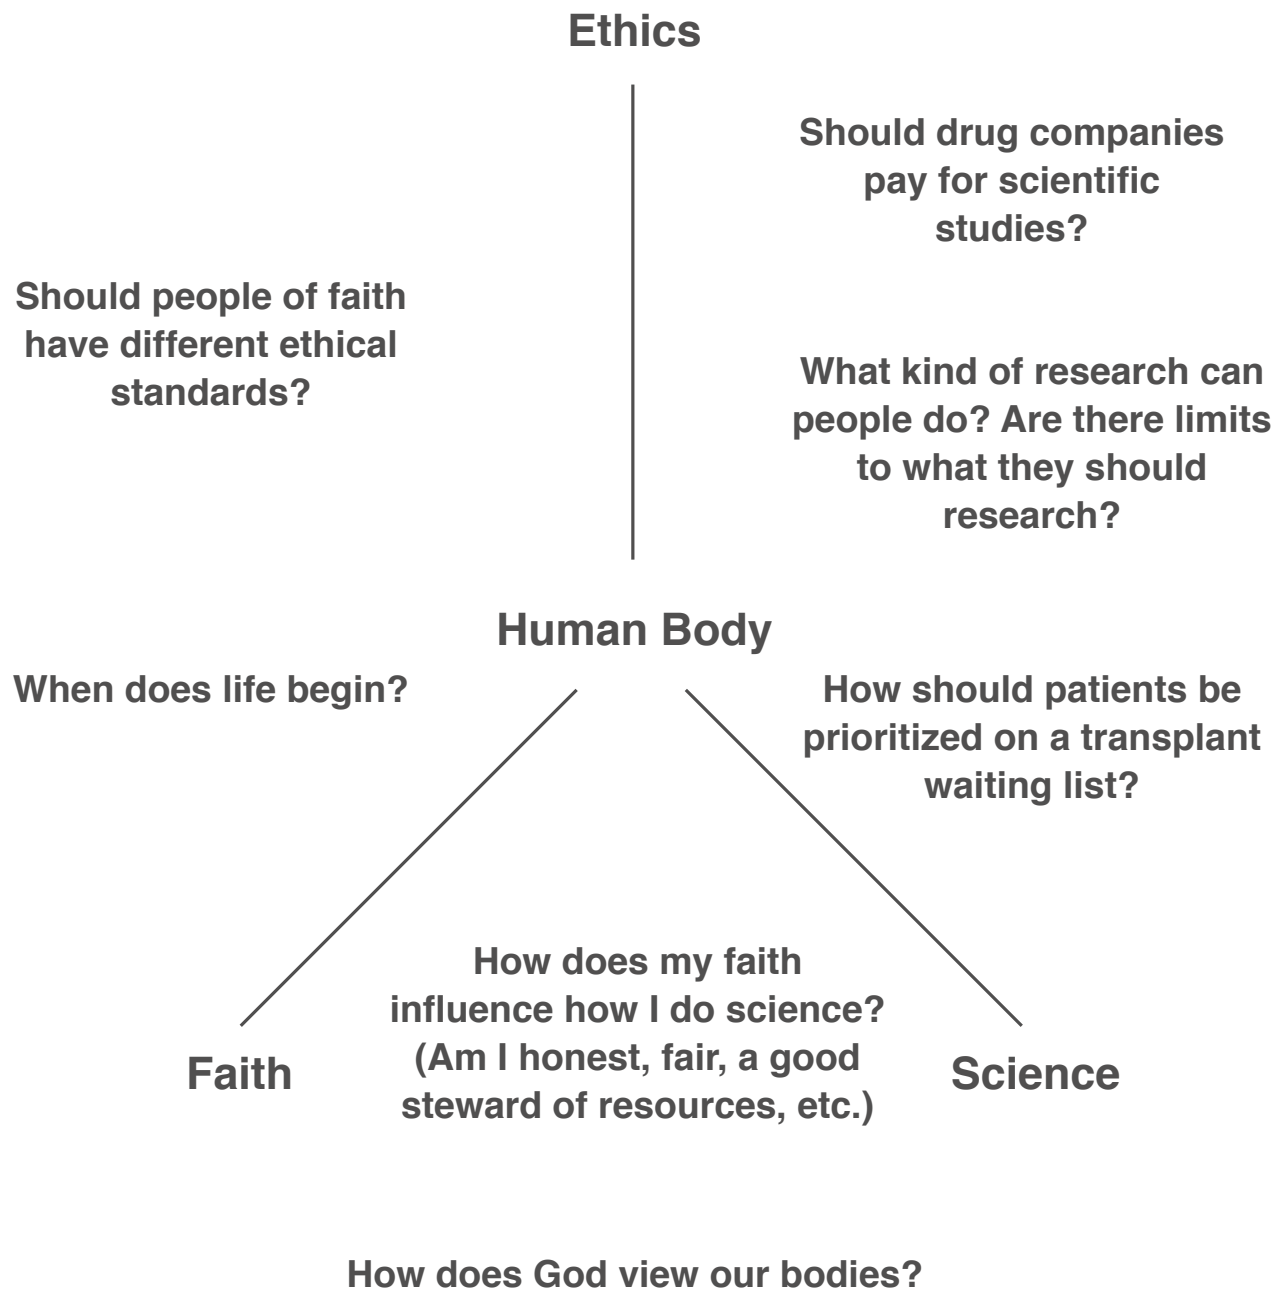 Ethics
Should drug companies
pay for scientific
studies?
Should people of faith
have different ethical
standards?
What kind of research can
people do? Are there limits
to what they should
research?
Human Body
When does life begin?
How should patients be
prioritized on a transplant
waiting list?
How does my faith
influence how I do science?
(Am I honest, fair, a good
steward of resources, etc.)
Faith
Science
How does God view our bodies?